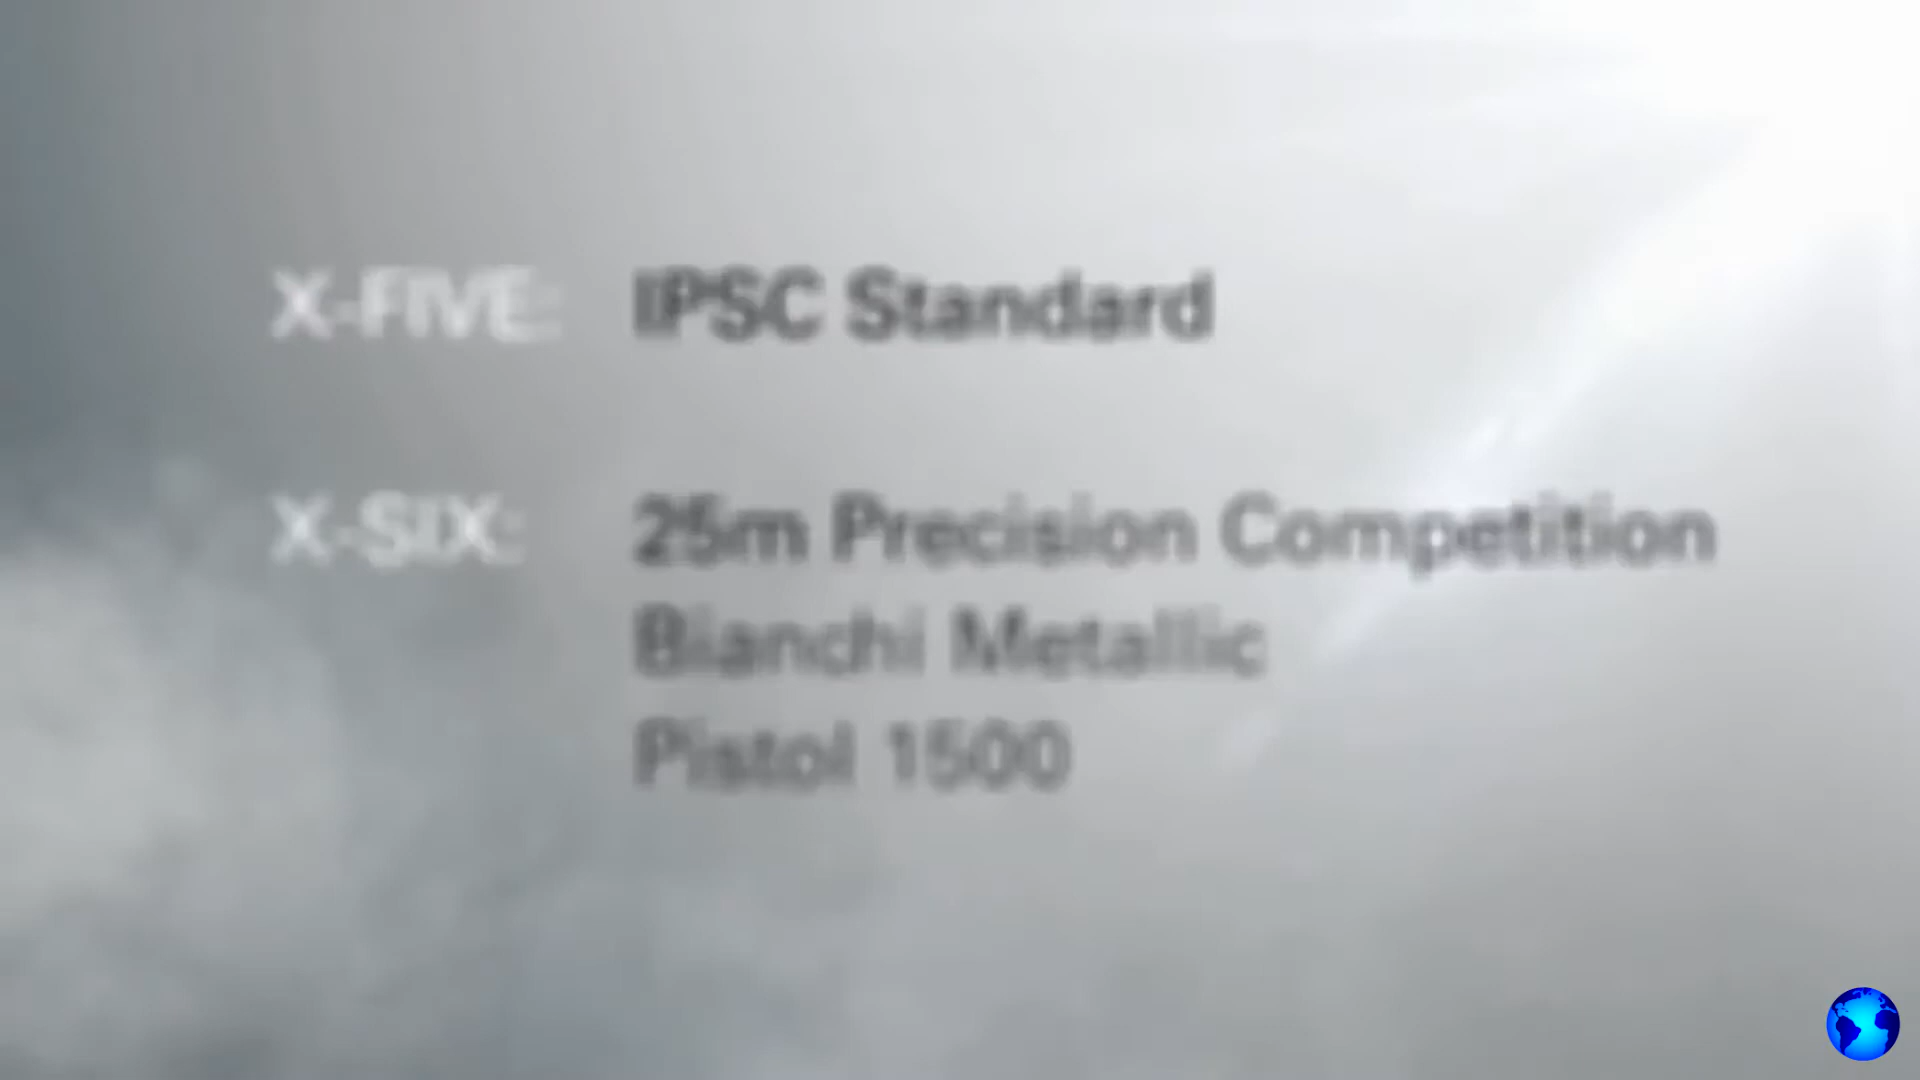 X-FIVE: IPSC Standard
X-SIX: 25m Precision Competition
Bianchi Metallic
Pistol 1500